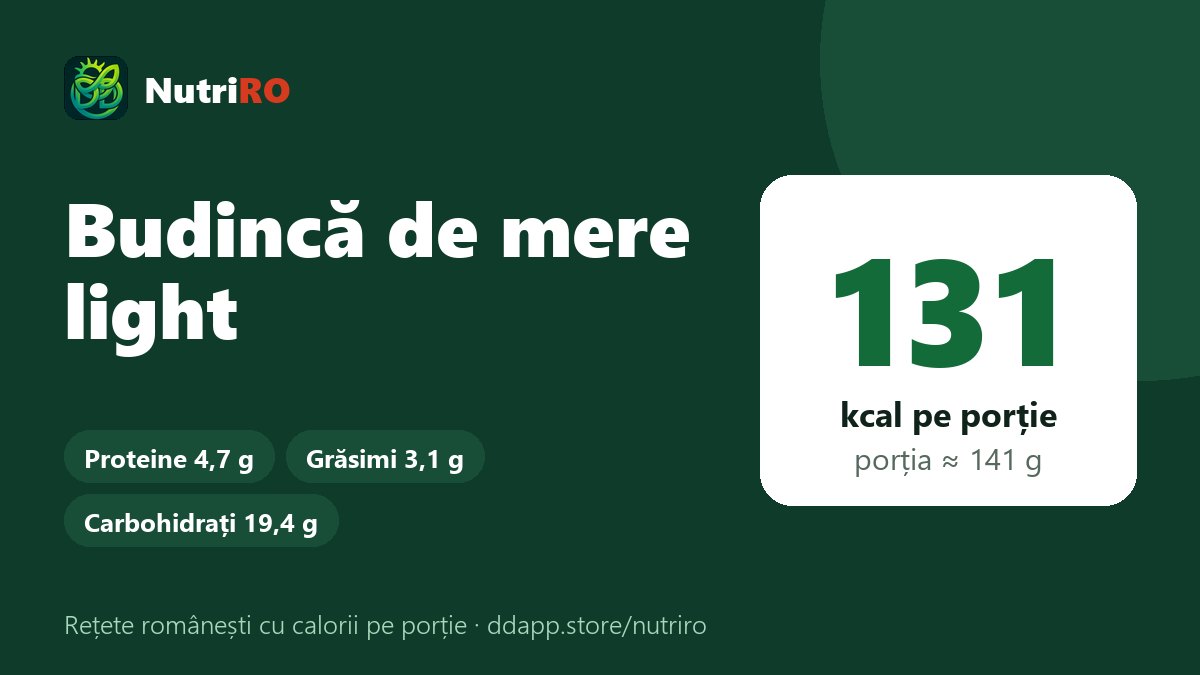 NutriRO
Budincă de mere
light
131
kcal pe porție
porția ≈ 141 g
Proteine 4,7 g
Grăsimi 3,1 g
Carbohidrați 19,4 g
Rețete românești cu calorii pe porție · ddapp.store/nutriro